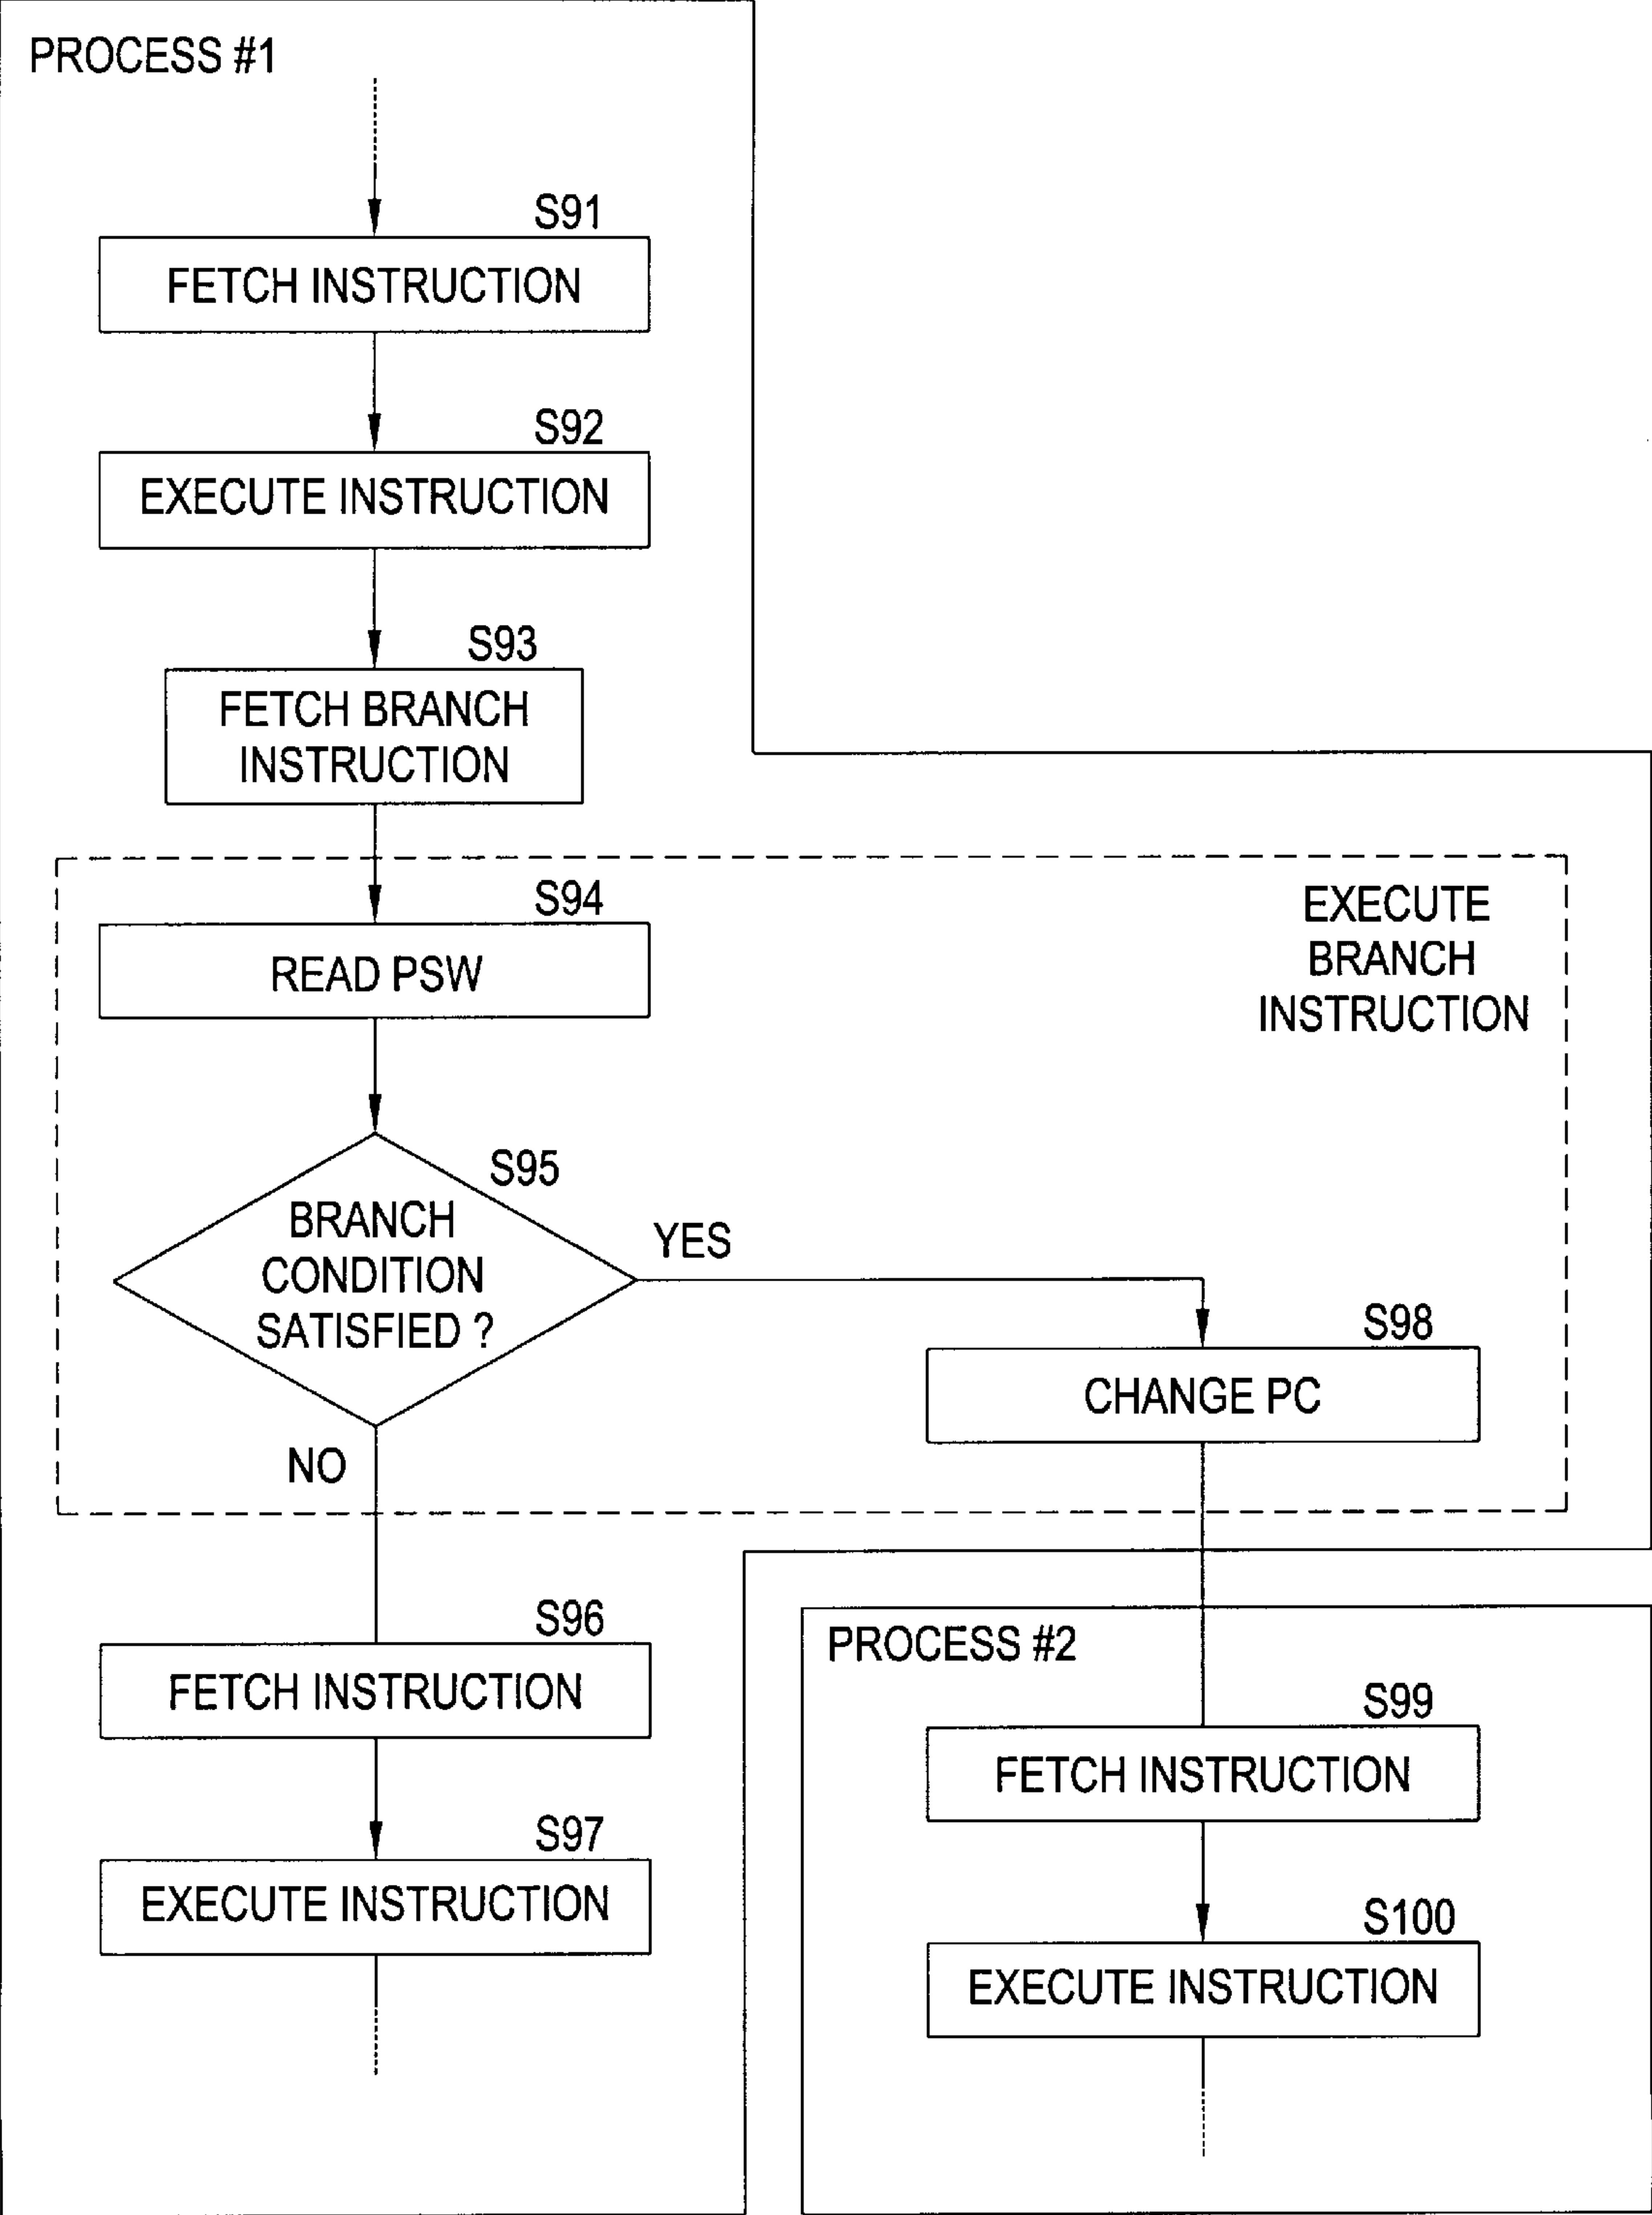 PROCESS #1
S91
FETCH INSTRUCTION
S92
EXECUTE INSTRUCTION
S93
FETCH BRANCH
INSTRUCTION
S94
READ PSW
EXECUTE
BRANCH
INSTRUCTION
S95
BRANCH
CONDITION
SATISFIED ?
YES
NO
S98
CHANGE PC
S96
FETCH INSTRUCTION
S97
EXECUTE INSTRUCTION
PROCESS #2
S99
FETCH INSTRUCTION
S100
EXECUTE INSTRUCTION